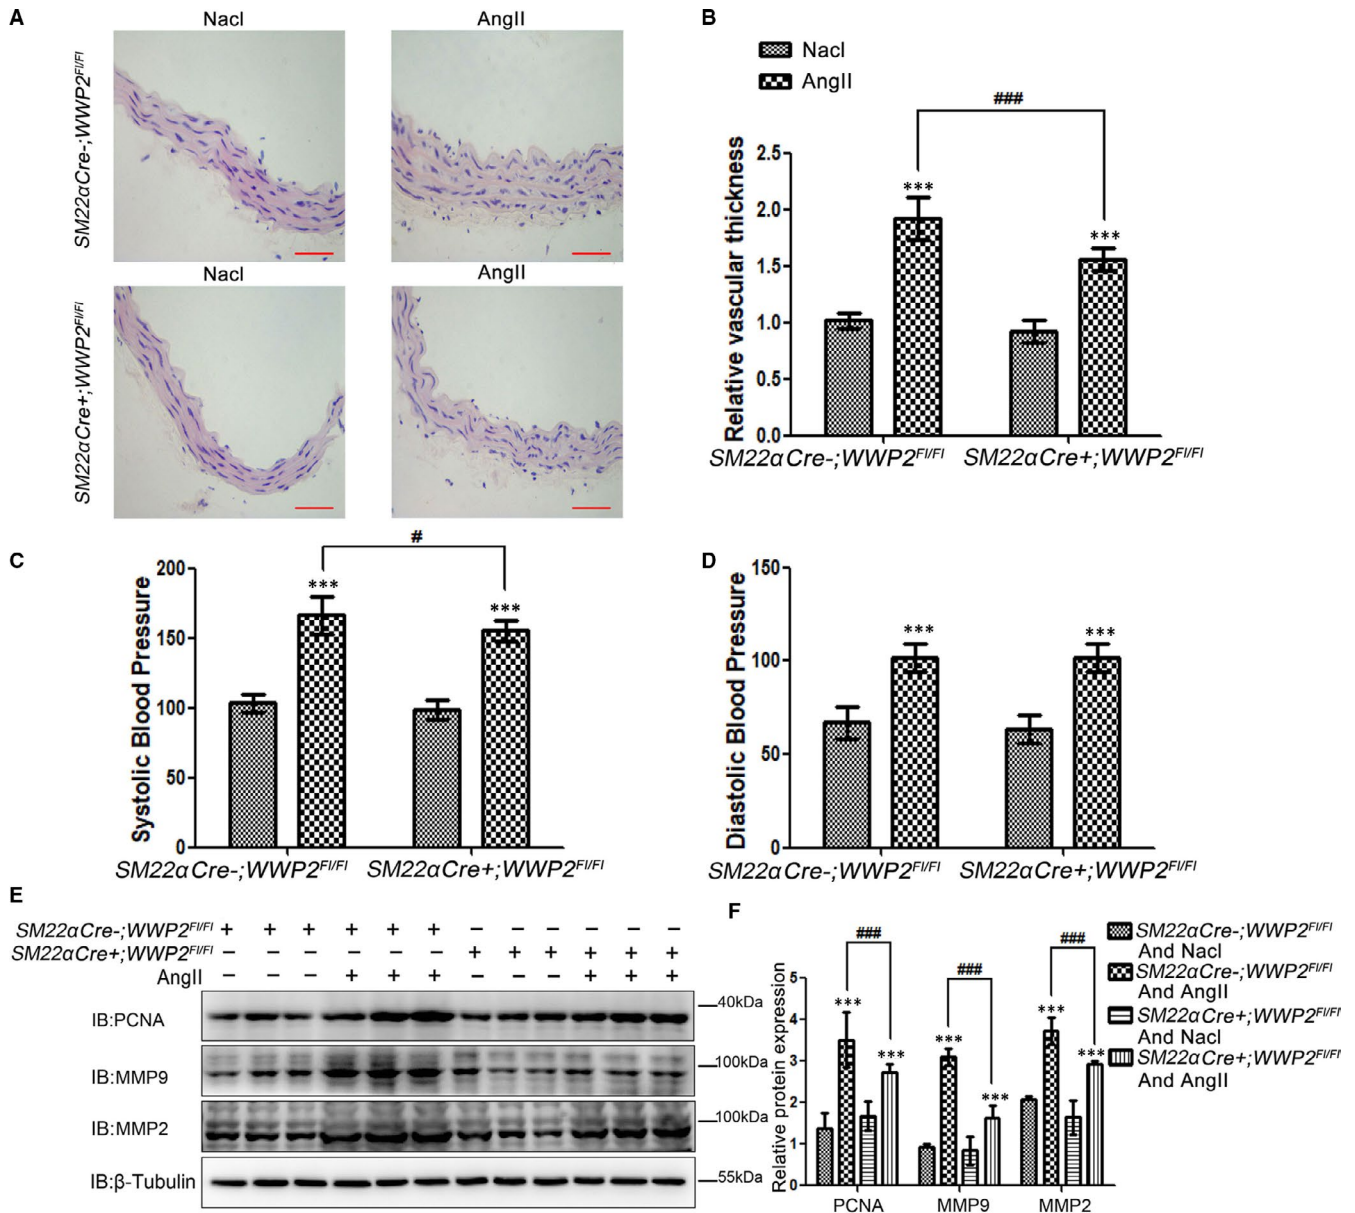 A
NacI
AngII
SM22αCre-;WWP2Fl/Fl
NacI
AngII
SM22αCre+;WWP2Fl/Fl
B
NacI
AngII
###
Relative vascular thickness
2.5
2.0
1.5
1.0
0.5
0.0
***
***
SM22αCre-;WWP2Fl/Fl
SM22αCre+;WWP2Fl/Fl
C
#
Systolic Blood Pressure
200
150
100
50
0
***
***
SM22αCre-;WWP2Fl/Fl
SM22αCre+;WWP2Fl/Fl
D
Diastolic Blood Pressure
150
100
50
0
***
***
SM22αCre-;WWP2Fl/Fl
SM22αCre+;WWP2Fl/Fl
E
SM22αCre-;WWP2Fl/Fl + + + + + + − − − − − −
SM22αCre+;WWP2Fl/Fl − − − − − − + + + + + +
AngII − − − + + + − − − + + +
IB:PCNA
40kDa
IB:MMP9
100kDa
IB:MMP2
100kDa
IB:β-Tubulin
55kDa
F
Relative protein expression
5
4
3
2
1
0
###
###
###
***
***
***
***
***
***
PCNA
MMP9
MMP2
SM22αCre-;WWP2Fl/Fl
And NacI
SM22αCre-;WWP2Fl/Fl
And AngII
SM22αCre+;WWP2Fl/Fl
And NacI
SM22αCre+;WWP2Fl/Fl
And AngII